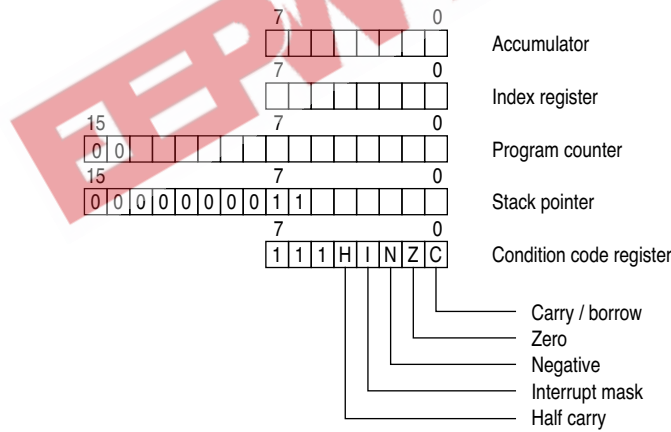 7 0
Accumulator
7 0
Index register
15 7 0
0 0 Program counter
15 7 0
0 0 0 0 0 0 0 0 1 1 Stack pointer
7 0
1 1 1 H I N Z C Condition code register
Carry / borrow
Zero
Negative
Interrupt mask
Half carry